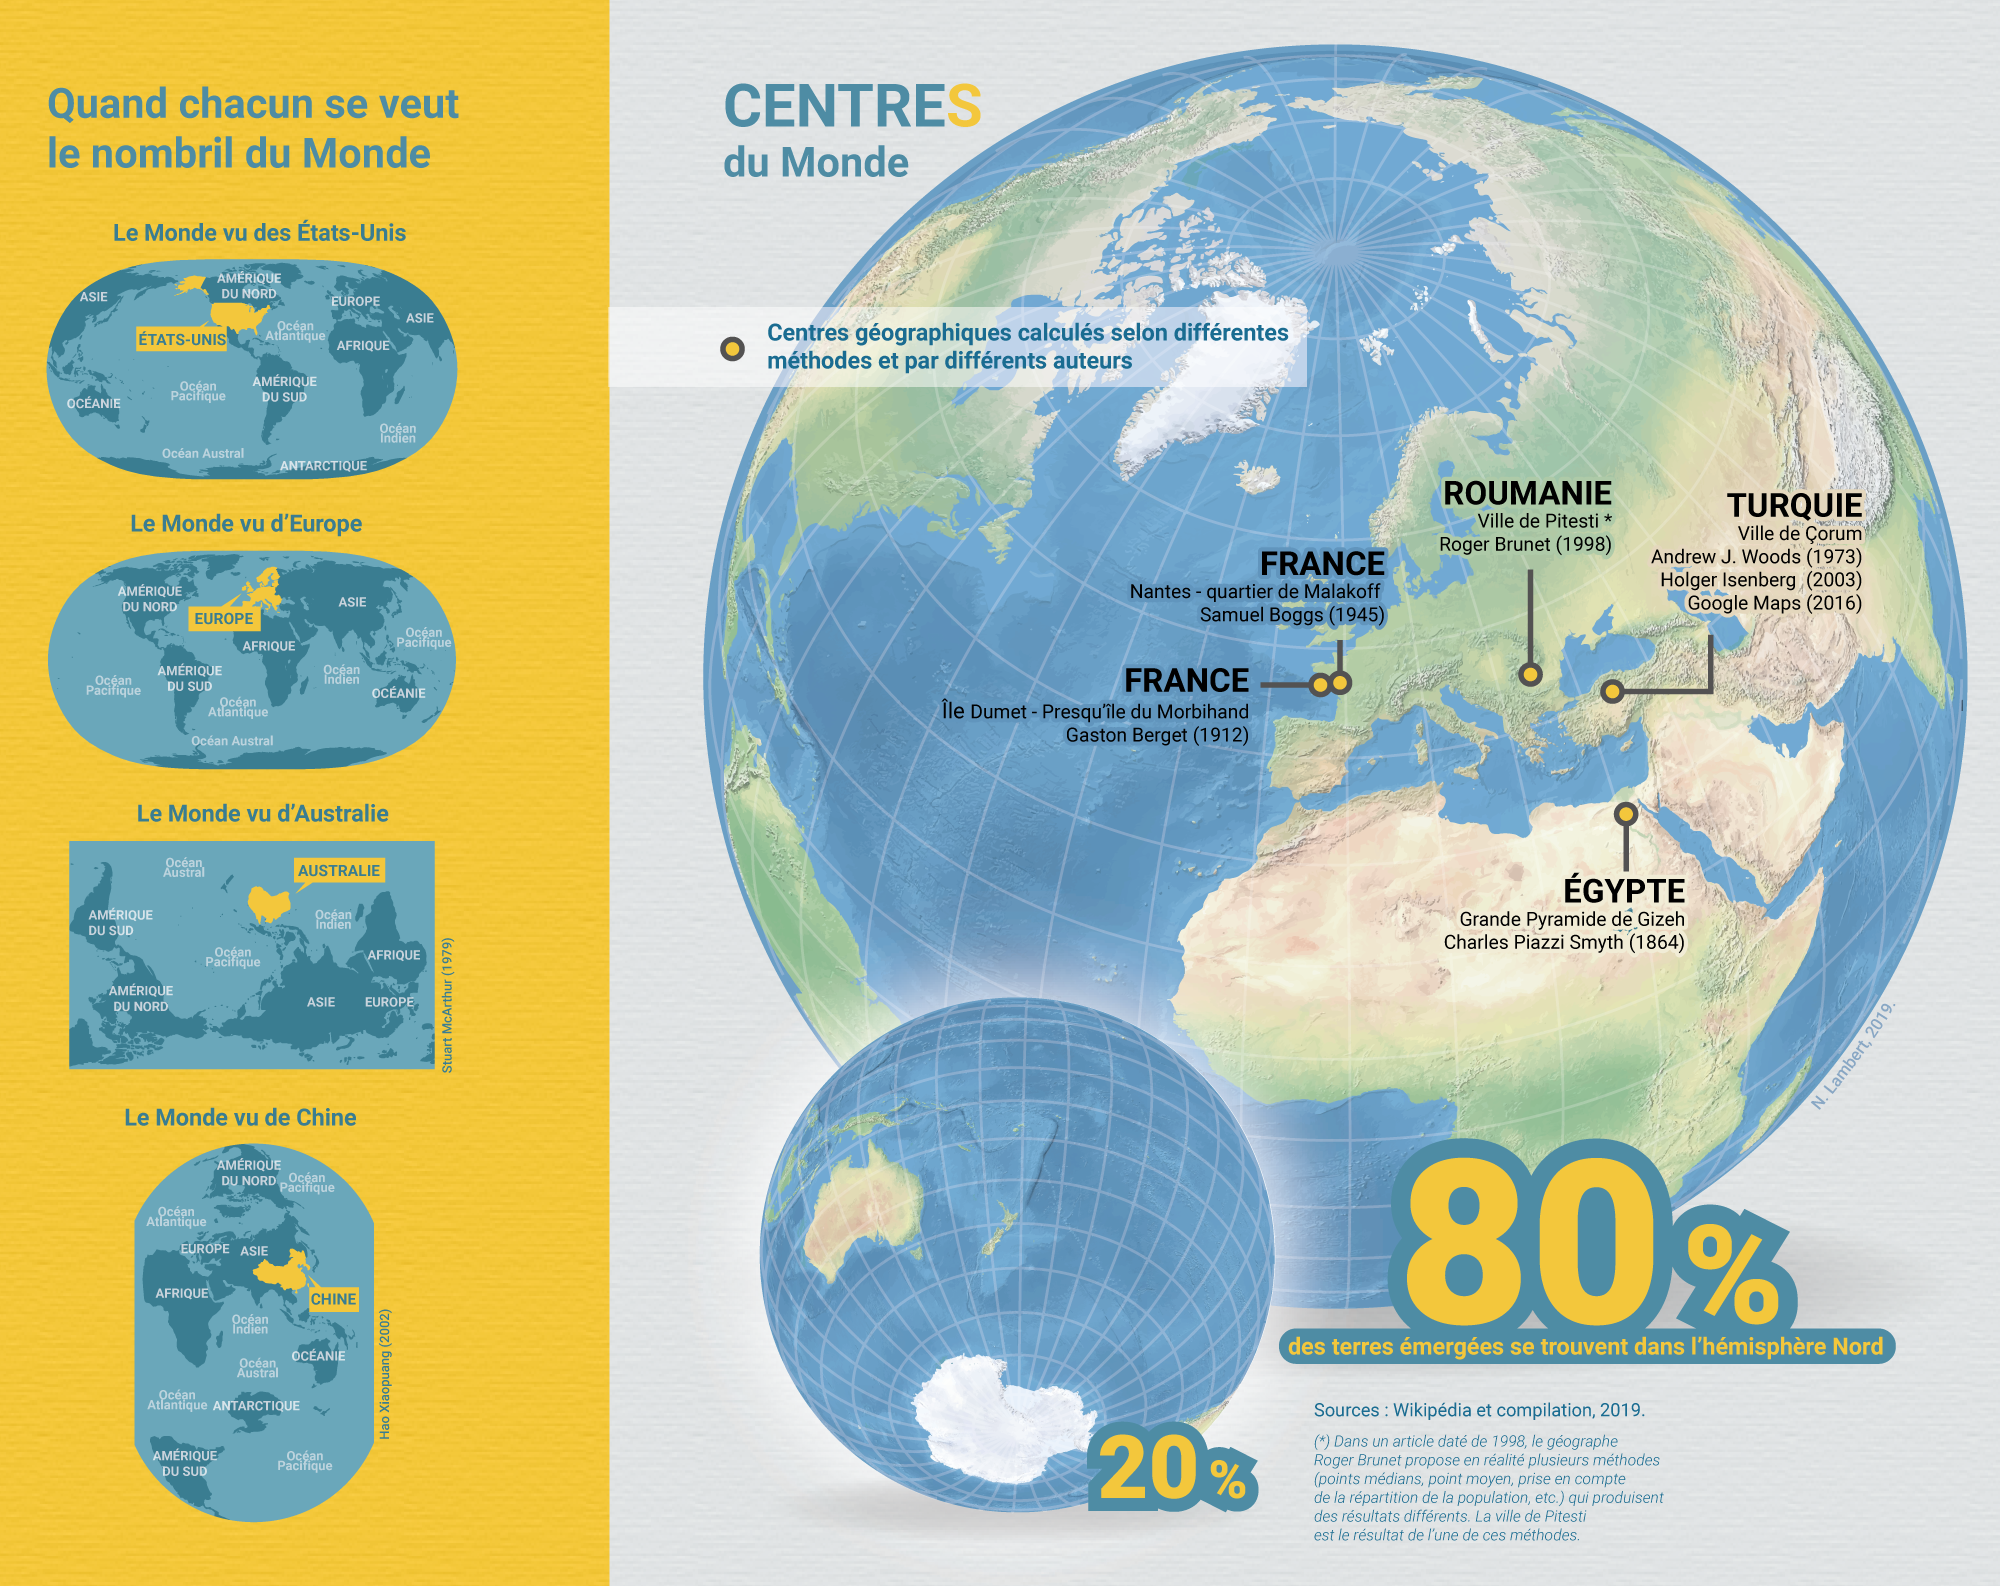 Quand chacun se veut
le nombril du Monde
Le Monde vu des États-Unis
ASIE
AMÉRIQUE
DU NORD
EUROPE
ASIE
ÉTATS-UNIS
Océan
Atlantique
AFRIQUE
Océan
Pacifique
AMÉRIQUE
DU SUD
OCÉANIE
Océan
Indien
Océan Austral
ANTARCTIQUE
Le Monde vu d’Europe
AMÉRIQUE
DU NORD
ASIE
EUROPE
AFRIQUE
Océan
Pacifique
AMÉRIQUE
DU SUD
Océan
Indien
Océan
Pacifique
OCÉANIE
Océan
Atlantique
Océan Austral
Le Monde vu d’Australie
Océan
Austral
AUSTRALIE
AMÉRIQUE
DU SUD
Océan
Indien
Océan
Pacifique
AFRIQUE
AMÉRIQUE
DU NORD
ASIE
EUROPE
Stuart McArthur (1979)
Le Monde vu de Chine
AMÉRIQUE
DU NORD
Océan
Pacifique
Océan
Atlantique
EUROPE
ASIE
AFRIQUE
CHINE
Océan
Indien
OCÉANIE
Océan
Austral
Océan
Atlantique
ANTARCTIQUE
AMÉRIQUE
DU SUD
Océan
Pacifique
Hao Xiaopuang (2002)
CENTRES
du Monde
Centres géographiques calculés selon différentes
méthodes et par différents auteurs
ROUMANIE
Ville de Pitesti *
Roger Brunet (1998)
TURQUIE
Ville de Çorum
Andrew J. Woods (1973)
Holger Isenberg (2003)
Google Maps (2016)
FRANCE
Nantes - quartier de Malakoff
Samuel Boggs (1945)
FRANCE
Île Dumet - Presqu’île du Morbihand
Gaston Berget (1912)
ÉGYPTE
Grande Pyramide de Gizeh
Charles Piazzi Smyth (1864)
N. Lambert, 2019.
80%
des terres émergées se trouvent dans l’hémisphère Nord
20%
Sources : Wikipédia et compilation, 2019.
(*) Dans un article daté de 1998, le géographe
Roger Brunet propose en réalité plusieurs méthodes
(points médians, point moyen, prise en compte
de la répartition de la population, etc.) qui produisent
des résultats différents. La ville de Pitesti
est le résultat de l’une de ces méthodes.